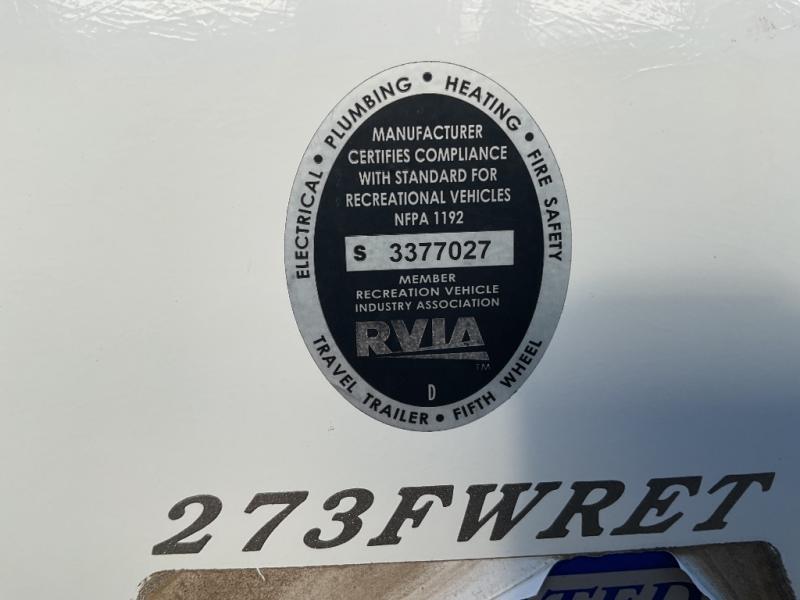 ELECTRICAL • PLUMBING • HEATING • FIRE SAFETY
MANUFACTURER
CERTIFIES COMPLIANCE
WITH STANDARD FOR
RECREATIONAL VEHICLES
NFPA 1192
S 3377027
MEMBER
RECREATION VEHICLE
INDUSTRY ASSOCIATION
RVIA
TM
D
TRAVEL TRAILER • FIFTH WHEEL
273FWRET